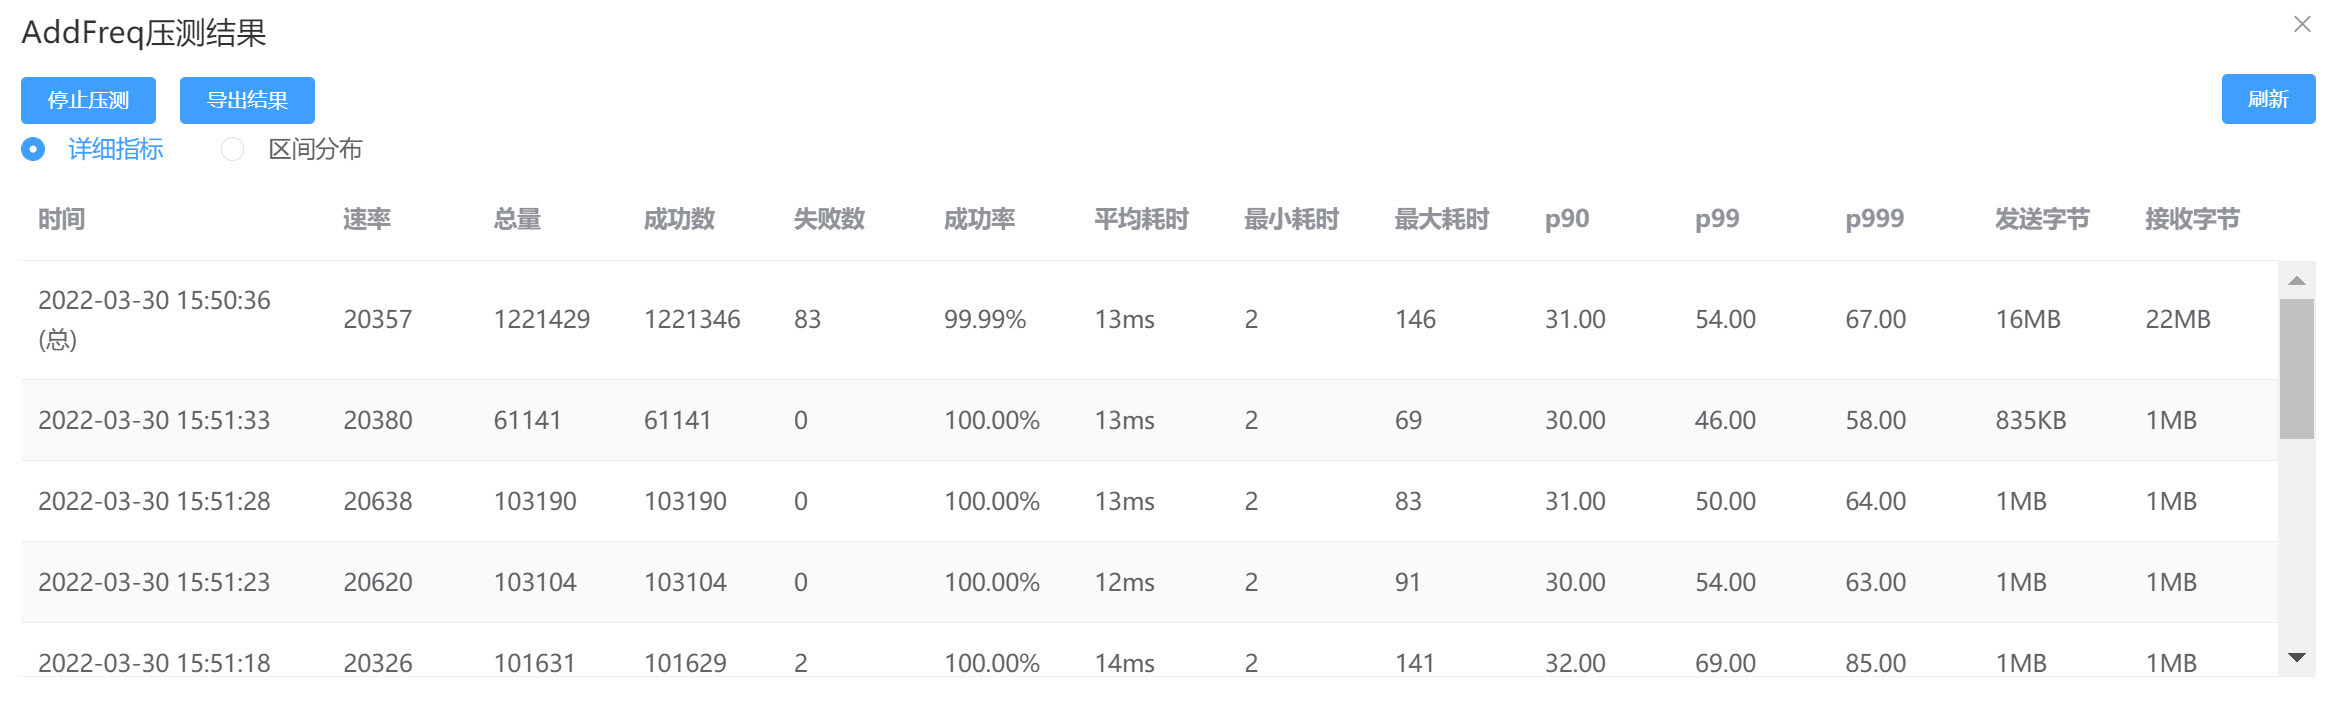 AddFreq压测结果
停止压测 导出结果 刷新
详细指标 区间分布
时间 速率 总量 成功数 失败数 成功率 平均耗时 最小耗时 最大耗时 p90 p99 p999 发送字节 接收字节
2022-03-30 15:50:36
(总) 20357 1221429 1221346 83 99.99% 13ms 2 146 31.00 54.00 67.00 16MB 22MB
2022-03-30 15:51:33 20380 61141 61141 0 100.00% 13ms 2 69 30.00 46.00 58.00 835KB 1MB
2022-03-30 15:51:28 20638 103190 103190 0 100.00% 13ms 2 83 31.00 50.00 64.00 1MB 1MB
2022-03-30 15:51:23 20620 103104 103104 0 100.00% 12ms 2 91 30.00 54.00 63.00 1MB 1MB
2022-03-30 15:51:18 20326 101631 101629 2 100.00% 14ms 2 141 32.00 69.00 85.00 1MB 1MB